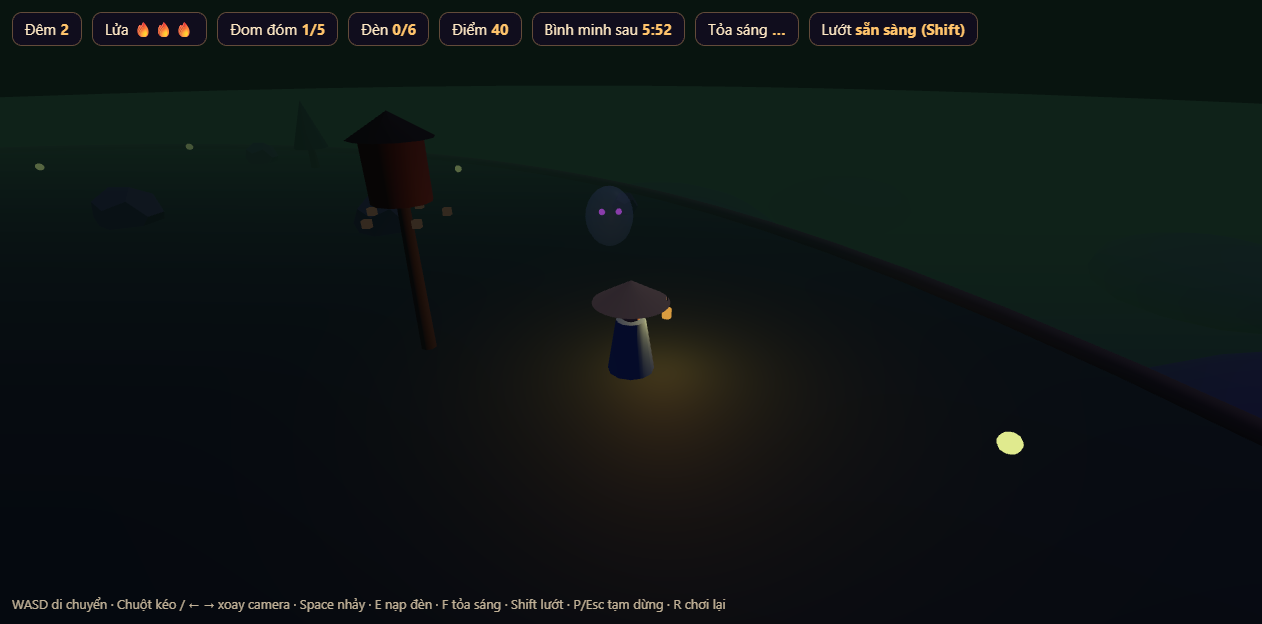 Đêm 2 Lửa 🔥🔥🔥 Đom đóm 1/5 Đèn 0/6 Điểm 40 Bình minh sau 5:52 Tỏa sáng ... Lướt sẵn sàng (Shift)
WASD di chuyển · Chuột kéo / ← → xoay camera · Space nhảy · E nạp đèn · F tỏa sáng · Shift lướt · P/Esc tạm dừng · R chơi lại